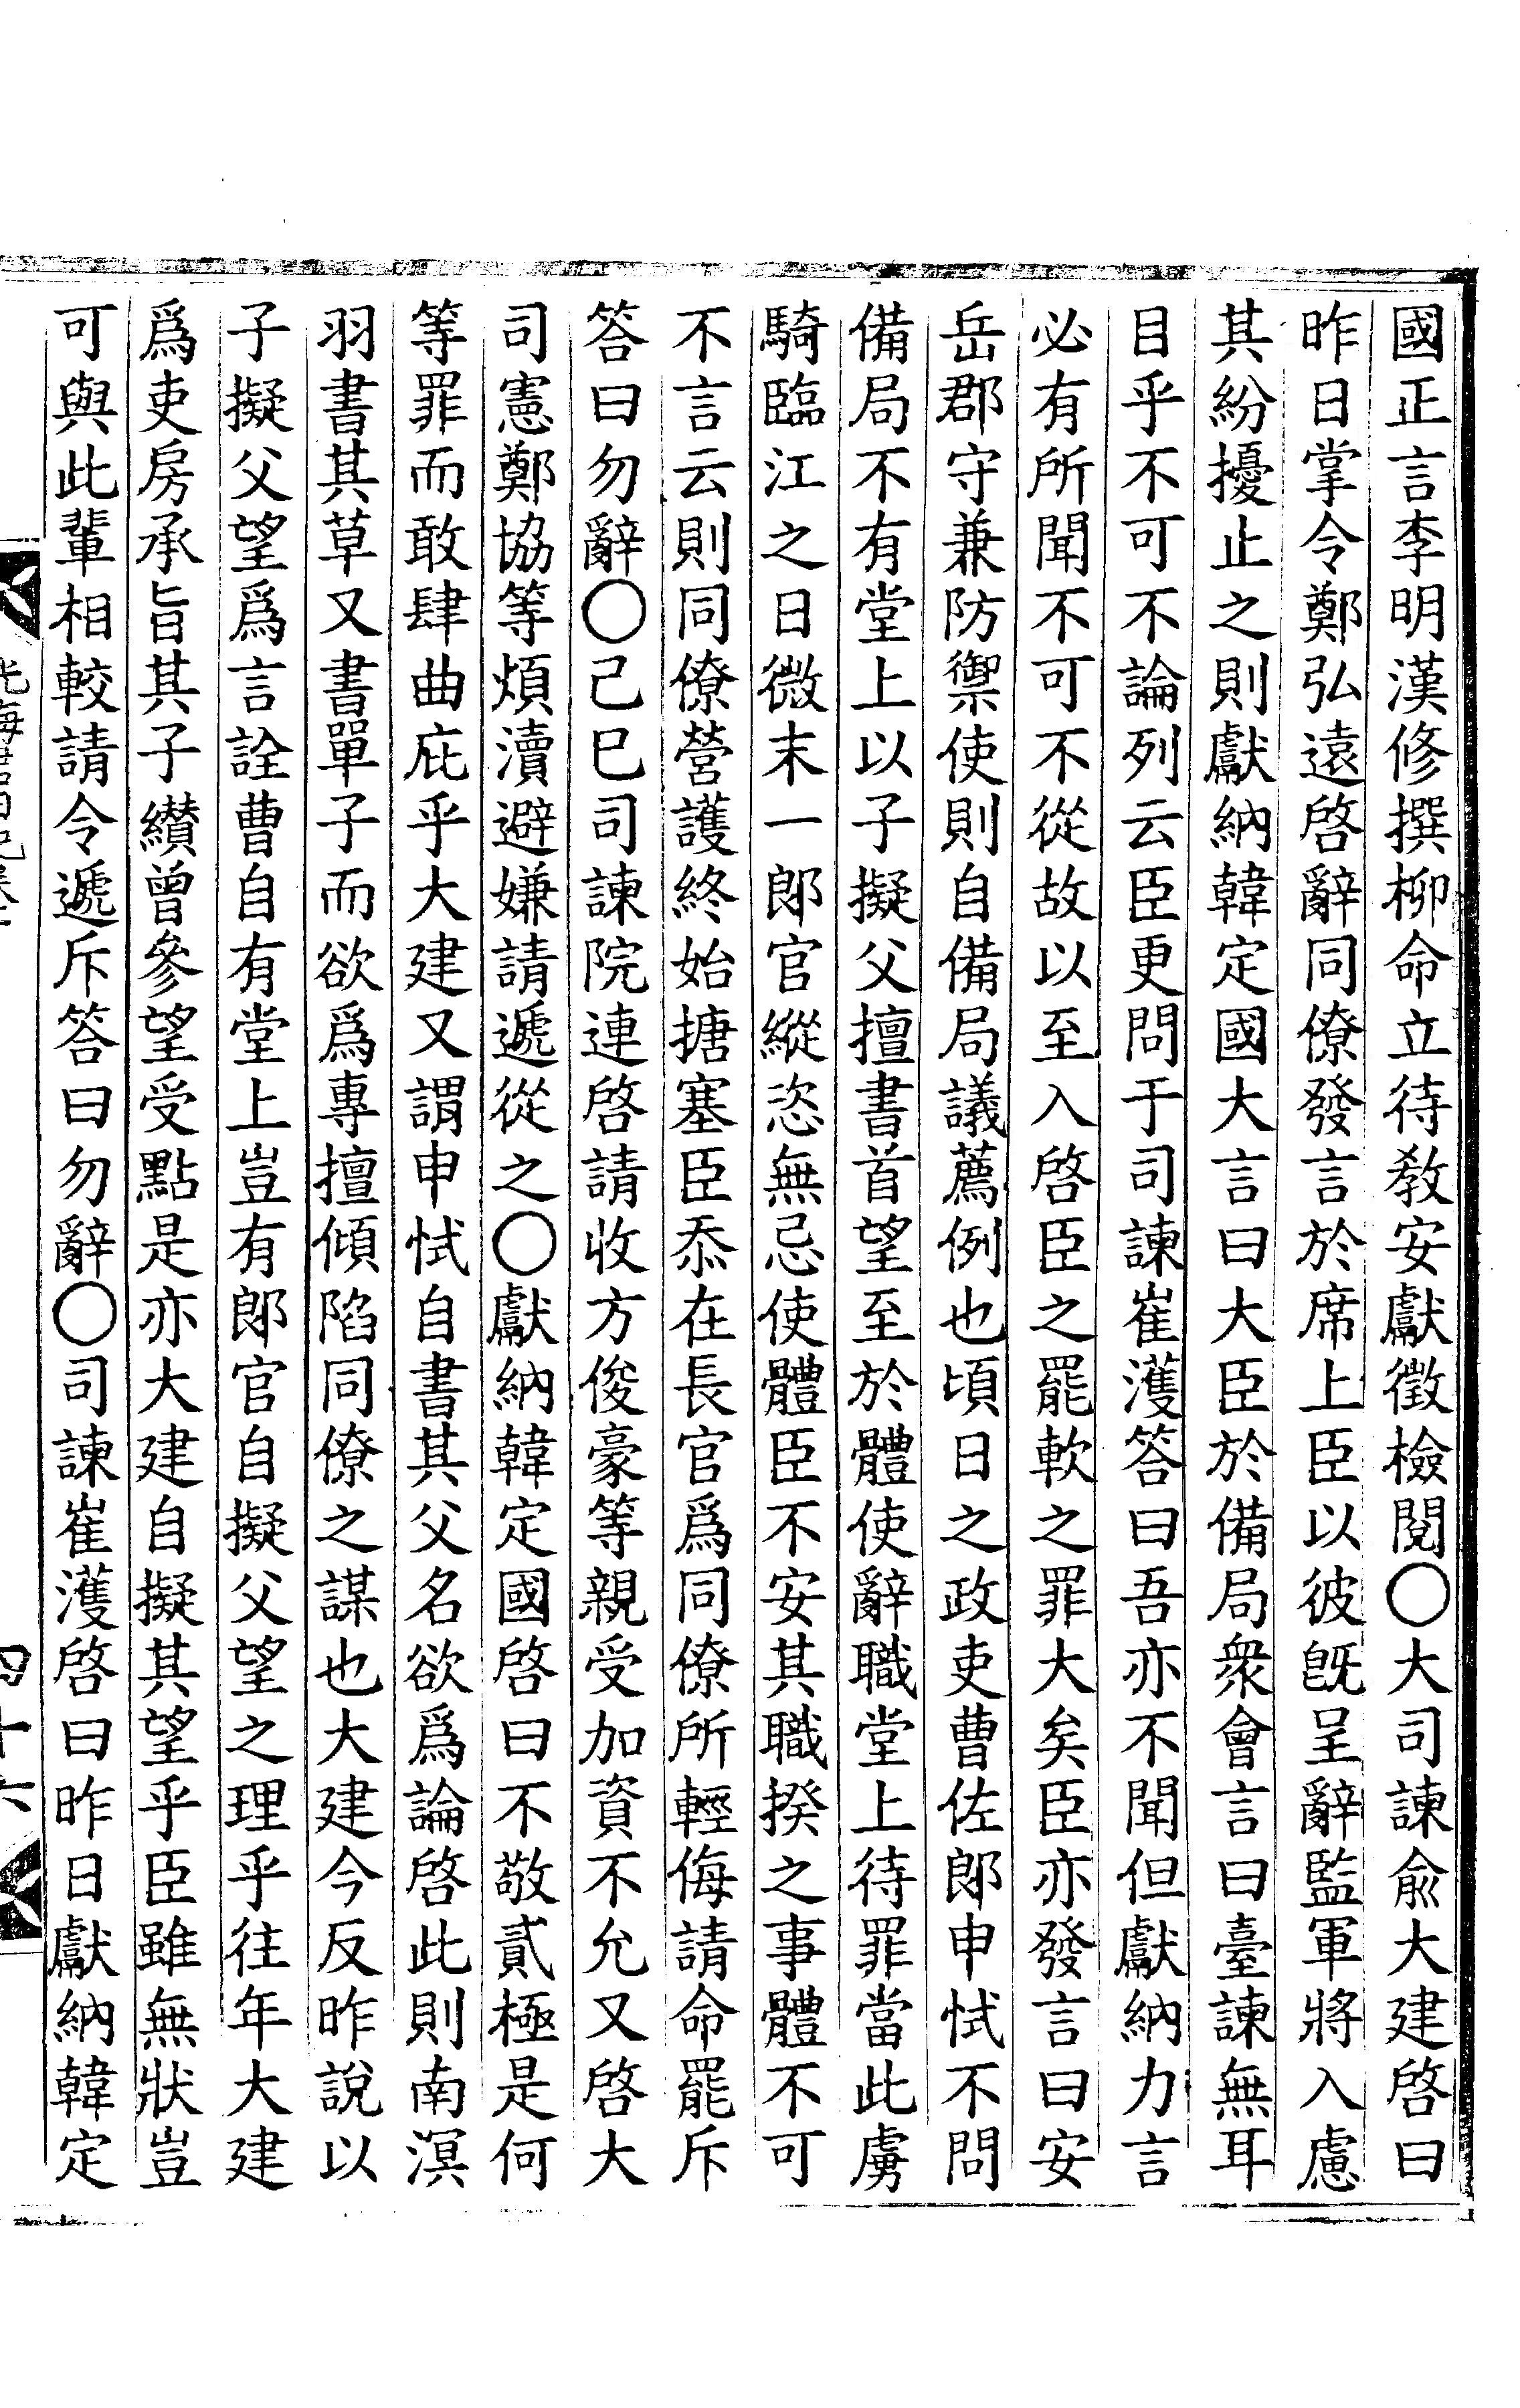 國正言李明漢修撰柳命立待敎安獻徵檢閱○大司諫兪大建啓曰
昨日掌令鄭弘遠啓辭同僚發言於席上臣以彼旣呈辭監軍將入慮
其紛擾止之則獻納韓定國大言曰大臣於備局衆會言曰臺諫無耳
目乎不可不論列云臣更問于司諫崔濩答曰吾亦不聞但獻納力言
必有所聞不可不從故以至入啓臣之罷軟之罪大矣臣亦發言曰安
岳郡守兼防禦使則自備局議薦例也頃日之政吏曹佐郞申恜不問
備局不有堂上以子擬父擅書首望至於體使辭職堂上待罪當此虜
騎臨江之日微末一郞官縱恣無忌使體臣不安其職揆之事體不可
不言云則同僚營護終始搪塞臣忝在長官爲同僚所輕侮請命罷斥
答曰勿辭○己巳司諫院連啓請收方俊豪等親受加資不允又啓大
司憲鄭協等煩瀆避嫌請遞從之○獻納韓定國啓曰不敬貳極是何
等罪而敢肆曲庇乎大建又謂申恜自書其父名欲爲論啓此則南溟
羽書其草又書單子而欲爲專擅傾陷同僚之謀也大建今反昨說以
子擬父望爲言詮曹自有堂上豈有郞官自擬父望之理乎往年大建
爲吏房承旨其子纘曾參望受點是亦大建自擬其望乎臣雖無狀豈
可與此輩相較請令遞斥答曰勿辭○司諫崔濩啓曰昨日獻納韓定
光海君日記卷
四十六